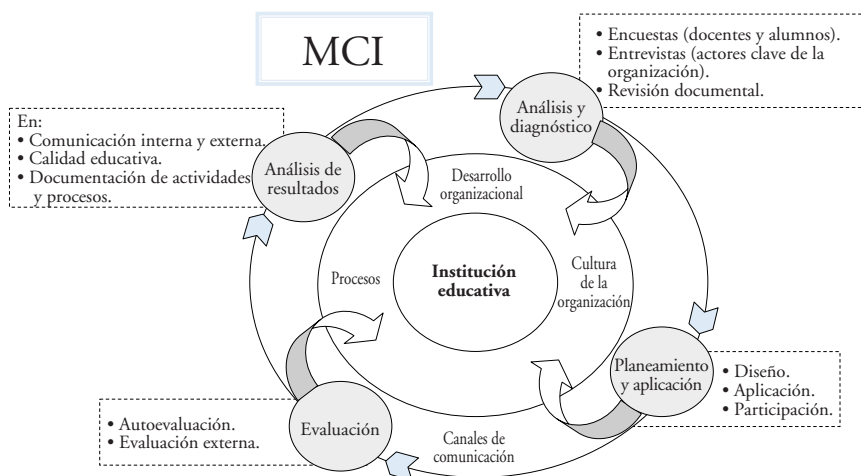 MCI
• Encuestas (docentes y alumnos).
• Entrevistas (actores clave de la
organización).
• Revisión documental.
Análisis y
diagnóstico
En:
• Comunicación interna y externa.
• Calidad educativa.
• Documentación de actividades
y procesos.
Análisis de
resultados
Desarrollo
organizacional
Procesos
Institución
educativa
Cultura
de la
organización
Planeamiento
y aplicación
• Diseño.
• Aplicación.
• Participación.
• Autoevaluación.
• Evaluación externa.
Evaluación
Canales de
comunicación